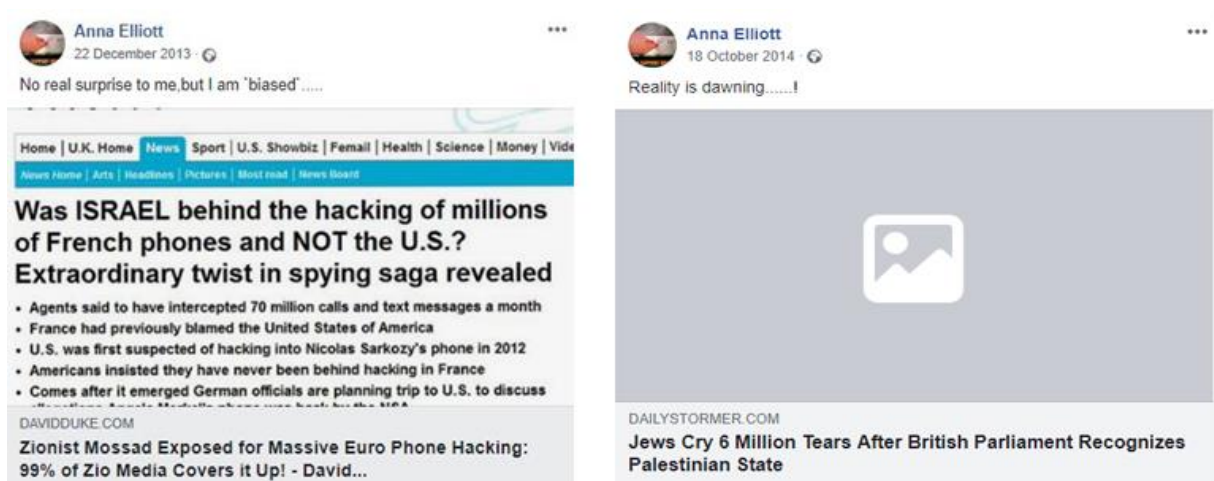 Anna Elliott
22 December 2013
No real surprise to me,but I am `biased`.....
Home | U.K. Home | News | Sport | U.S. Showbiz | Femail | Health | Science | Money | Vide
News Home | Arts | Headlines | Pictures | Most read | News Board
Was ISRAEL behind the hacking of millions
of French phones and NOT the U.S.?
Extraordinary twist in spying saga revealed
• Agents said to have intercepted 70 million calls and text messages a month
• France had previously blamed the United States of America
• U.S. was first suspected of hacking into Nicolas Sarkozy's phone in 2012
• Americans insisted they have never been behind hacking in France
• Comes after it emerged German officials are planning trip to U.S. to discuss
DAVIDDUKE.COM
Zionist Mossad Exposed for Massive Euro Phone Hacking:
99% of Zio Media Covers it Up! - David...
Anna Elliott
18 October 2014
Reality is dawning......!
DAILYSTORMER.COM
Jews Cry 6 Million Tears After British Parliament Recognizes
Palestinian State